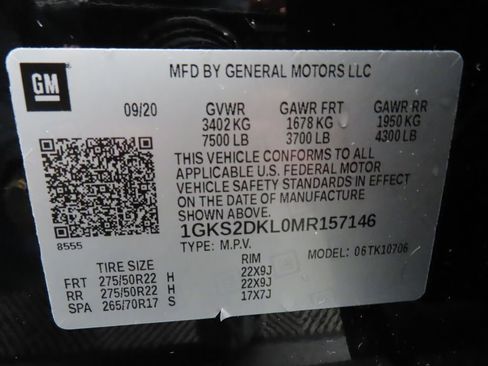 GM
MFD BY GENERAL MOTORS LLC
09/20 GVWR GAWR FRT GAWR RR
3402 KG 1678 KG 1950 KG
7500 LB 3700 LB 4300 LB
THIS VEHICLE CONFORMS TO ALL
APPLICABLE U.S. FEDERAL MOTOR
VEHICLE SAFETY STANDARDS IN EFFECT
ON THE DATE OF MANUFACTURE
SHOWN ABOVE.
8555
1GKS2DKL0MR157146
TYPE: M.P.V. 06TK10706
TIRE SIZE RIM
FRT 275/50R22 H 22X9J
RR 275/50R22 H 22X9J
SPA 265/70R17 S 17X7J